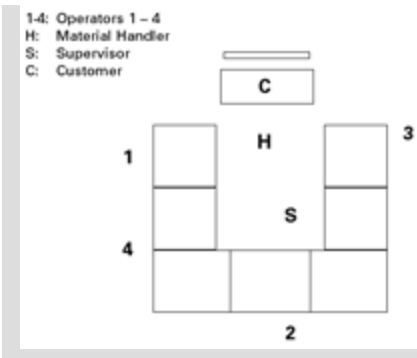 1-4: Operators 1 – 4
H: Material Handler
S: Supervisor
C: Customer
C
H
3
1
S
4
2